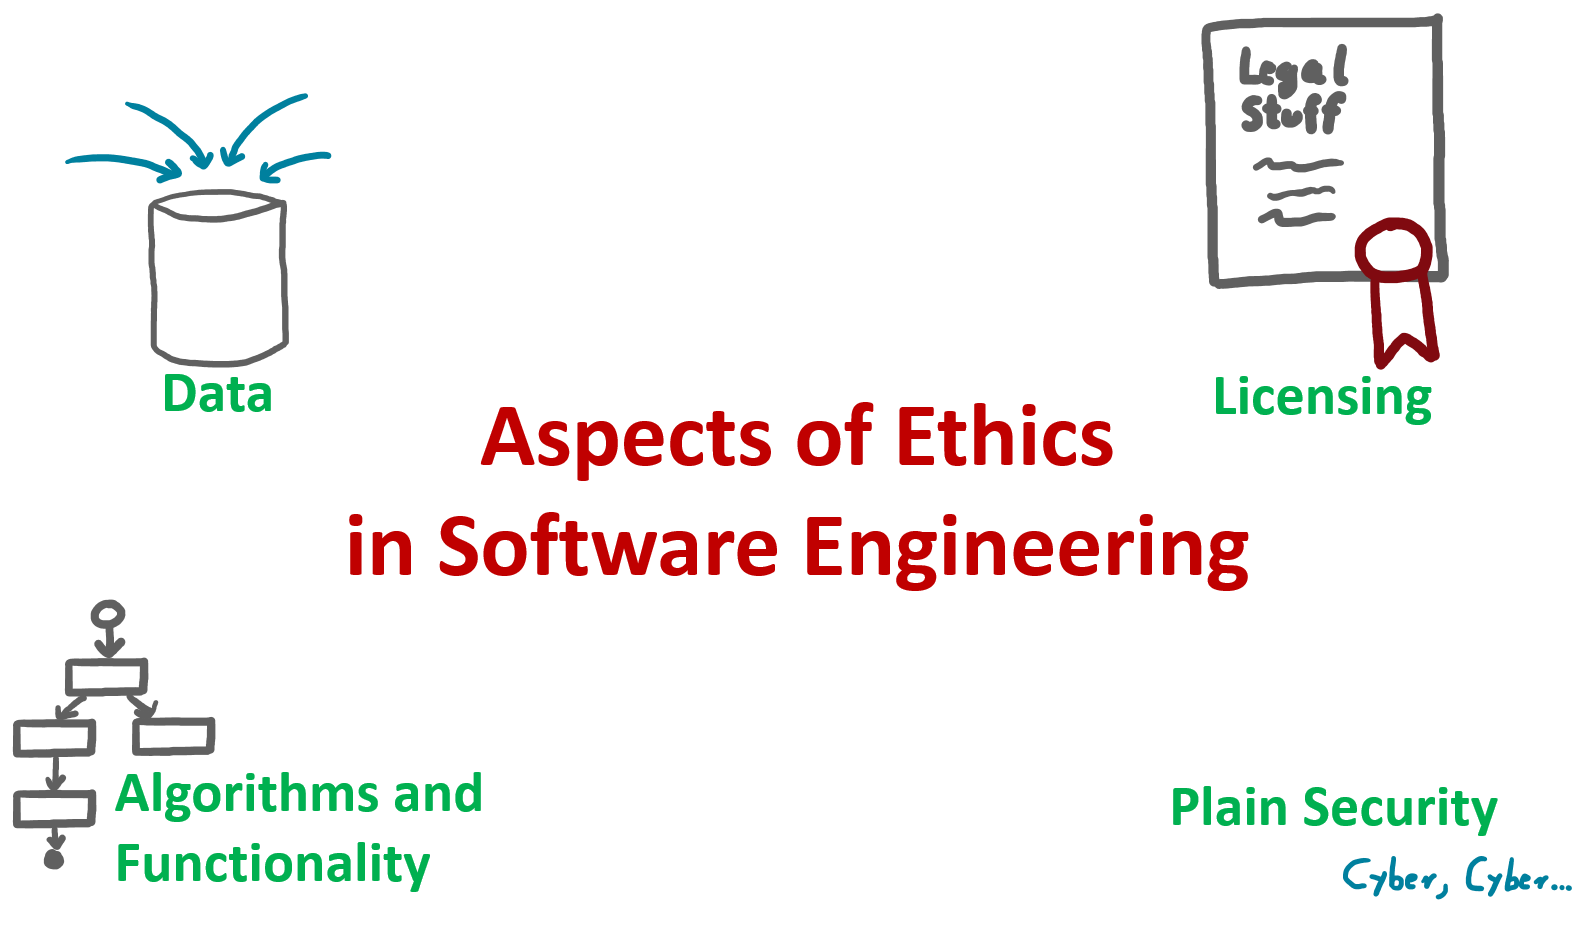 Legal
Stuff
Data
Licensing
Aspects of Ethics
in Software Engineering
Algorithms and
Functionality
Plain Security
Cyber, Cyber...